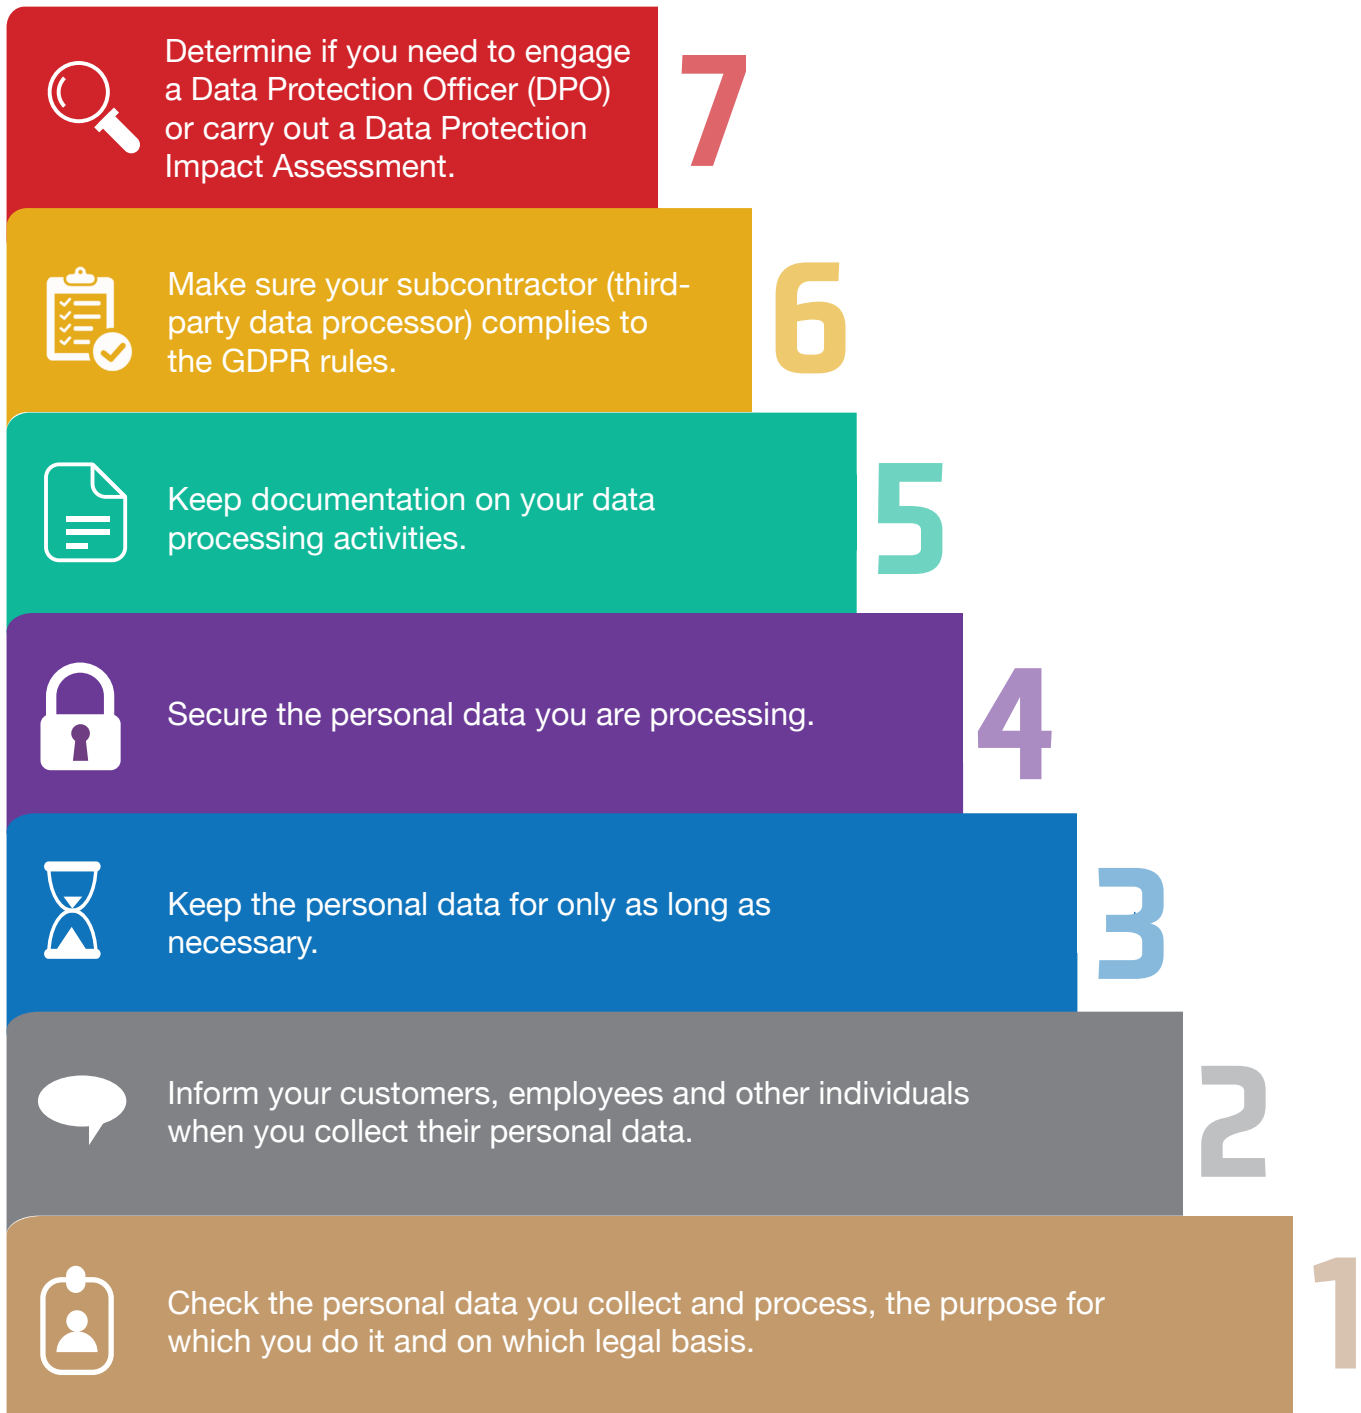 Determine if you need to engage
a Data Protection Officer (DPO)
or carry out a Data Protection
Impact Assessment.
7
Make sure your subcontractor (third-
party data processor) complies to
the GDPR rules.
6
Keep documentation on your data
processing activities.
5
Secure the personal data you are processing.
4
Keep the personal data for only as long as
necessary.
3
Inform your customers, employees and other individuals
when you collect their personal data.
2
Check the personal data you collect and process, the purpose for
which you do it and on which legal basis.
1